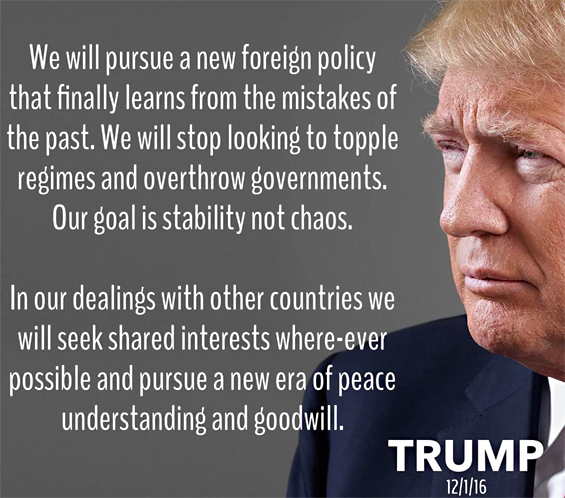 We will pursue a new foreign policy
that finally learns from the mistakes of
the past. We will stop looking to topple
regimes and overthrow governments.
Our goal is stability not chaos.
In our dealings with other countries we
will seek shared interests where-ever
possible and pursue a new era of peace
understanding and goodwill.
TRUMP
12/1/16